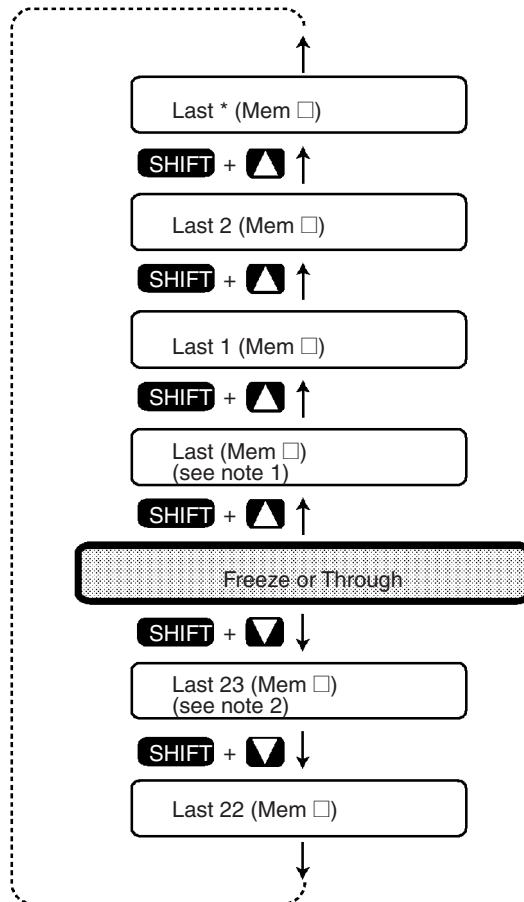 Last * (Mem □)
SHIFT + ▲
Last 2 (Mem □)
SHIFT + ▲
Last 1 (Mem □)
SHIFT + ▲
Last (Mem □)
(see note 1)
SHIFT + ▲
Freeze or Through
SHIFT + ▼
Last 23 (Mem □)
(see note 2)
SHIFT + ▼
Last 22 (Mem □)